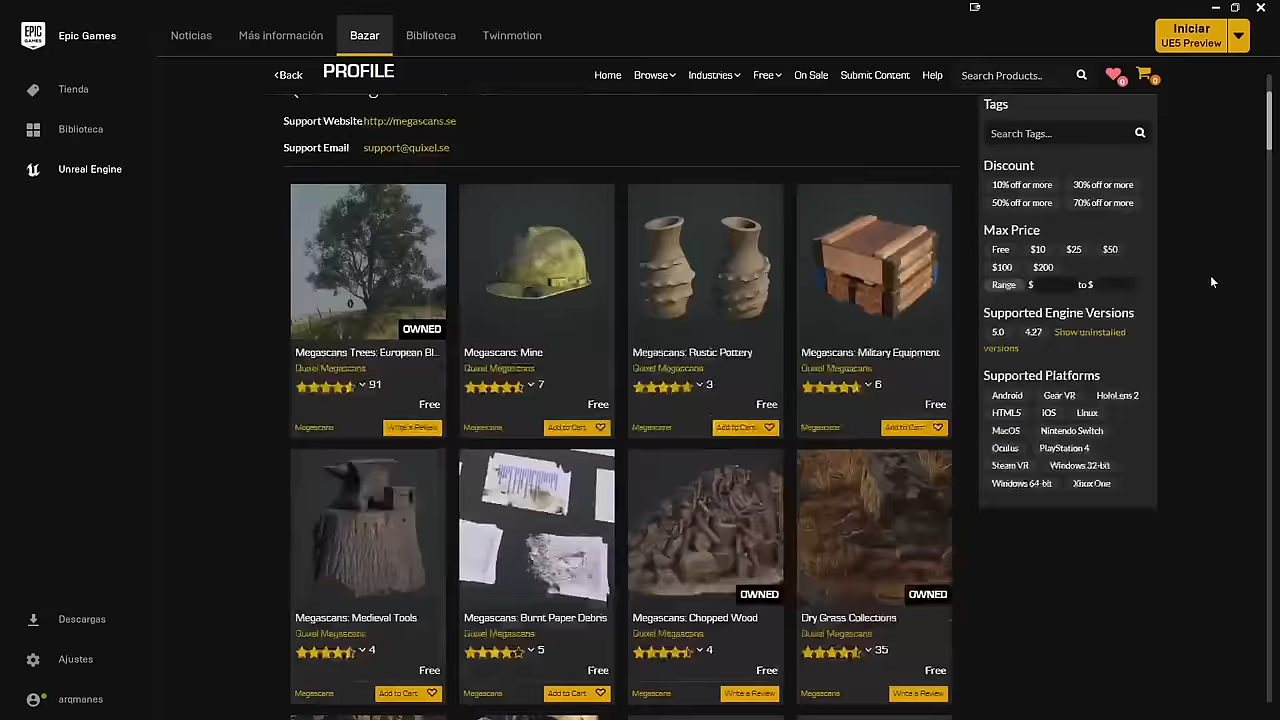 EPIC GAMES
Epic Games
Noticias
Más información
Bazar
Biblioteca
Twinmotion
Iniciar
UE5 Preview
Tienda
Biblioteca
Unreal Engine
Descargas
Ajustes
arqmanes
‹Back
PROFILE
Home
Browse
Industries
Free
On Sale
Submit Content
Help
Search Products..
0
0
Support Website http://megascans.se
Support Email support@quixel.se
OWNED
Megascans Trees: European Bl...
Quixel Megascans
91
Free
Megascans
Write a Review
Megascans: Mine
Quixel Megascans
7
Free
Megascans
Add to Cart
Megascans: Rustic Pottery
Quixel Megascans
3
Free
Megascans
Add to Cart
Megascans: Military Equipment
Quixel Megascans
6
Free
Megascans
Add to Cart
Megascans: Medieval Tools
Quixel Megascans
4
Free
Megascans
Add to Cart
Megascans: Burnt Paper Debris
Quixel Megascans
5
Free
Megascans
Add to Cart
OWNED
Megascans: Chopped Wood
Quixel Megascans
4
Free
Megascans
Write a Review
OWNED
Dry Grass Collections
Quixel Megascans
35
Free
Megascans
Write a Review
Tags
Search Tags...
Discount
10% off or more
30% off or more
50% off or more
70% off or more
Max Price
Free $10 $25 $50
$100 $200
Range $ to $
Supported Engine Versions
5.0 4.27 Show uninstalled
versions
Supported Platforms
Android Gear VR HoloLens 2
HTML5 iOS Linux
MacOS Nintendo Switch
Oculus PlayStation 4
Steam VR Windows 32-bit
Windows 64-bit Xbox One